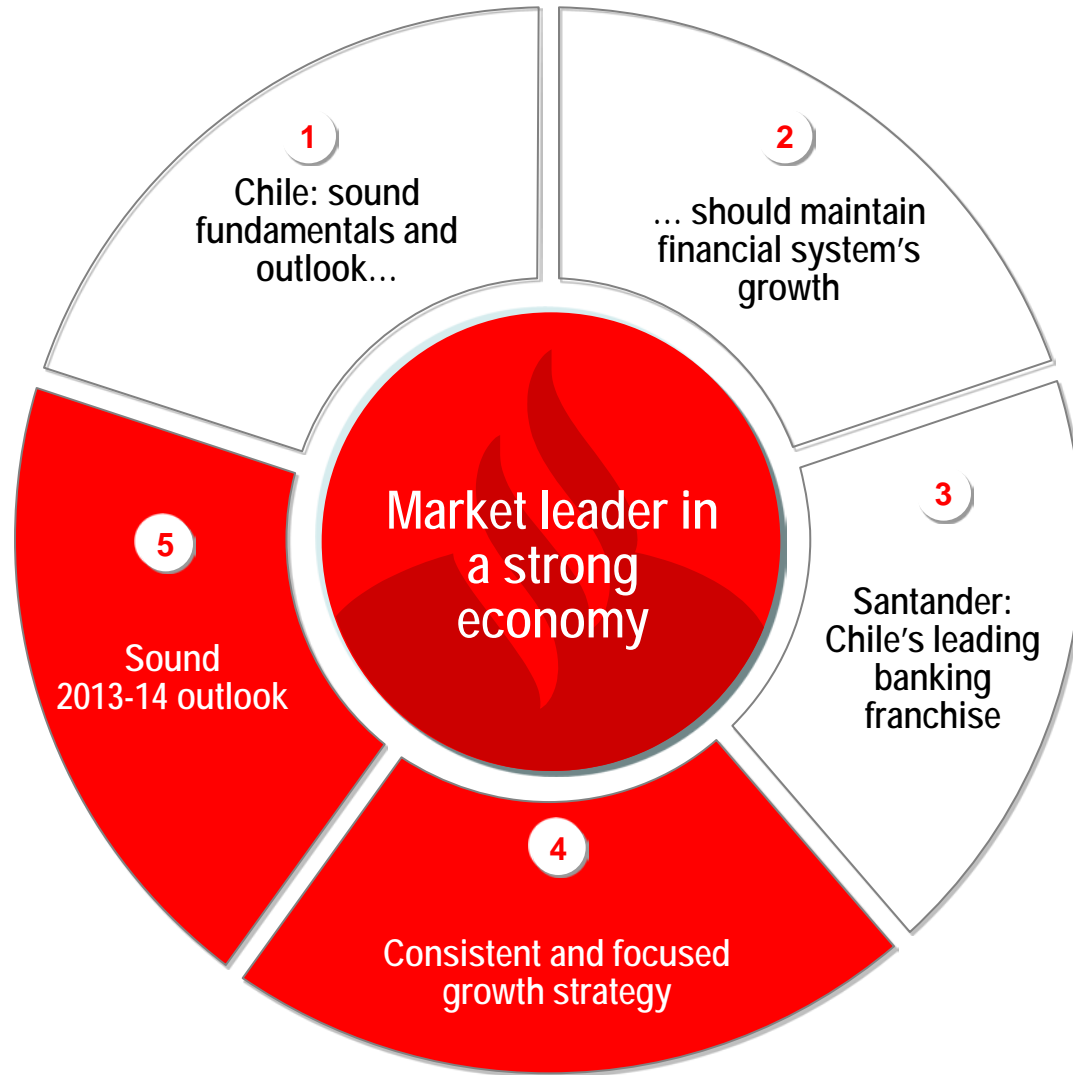 1
Chile: sound
fundamentals and
outlook…
2
… should maintain
financial system’s
growth
3
Santander:
Chile’s leading
banking
franchise
4
Consistent and focused
growth strategy
5
Sound
2013-14 outlook
Market leader in
a strong
economy